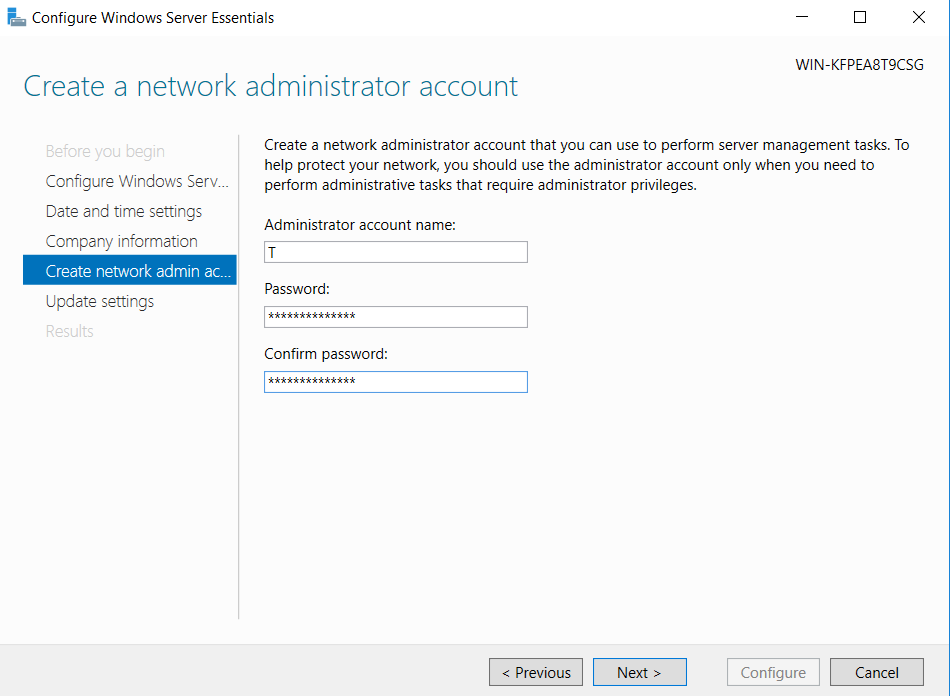 Configure Windows Server Essentials
WIN-KFPEA8T9CSG
Create a network administrator account
Before you begin
Configure Windows Serv...
Date and time settings
Company information
Create network admin ac...
Update settings
Results
Create a network administrator account that you can use to perform server management tasks. To
help protect your network, you should use the administrator account only when you need to
perform administrative tasks that require administrator privileges.
Administrator account name:
T
Password:
**************
Confirm password:
**************
< Previous
Next >
Configure
Cancel